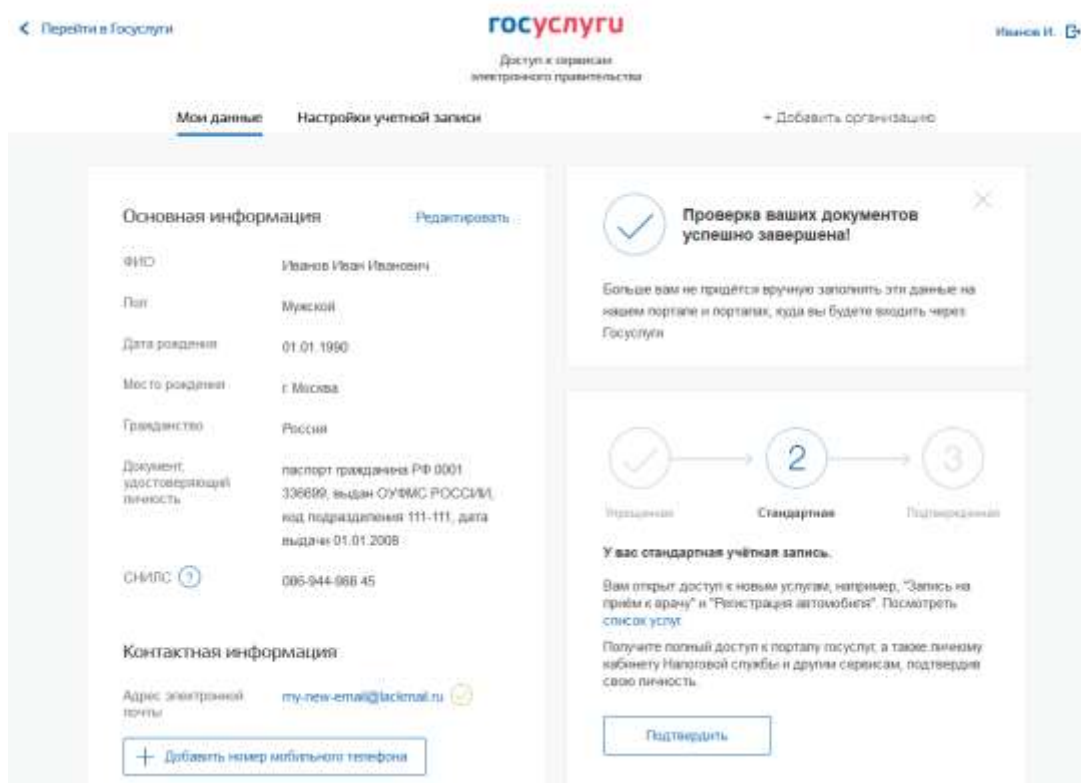 Перейти в Госуслуги
госуслуги
Иванов И.
Доступ к сервисам
электронного правительства
Мои данные
Настройки учетной записи
+ Добавить организацию
Основная информация
Редактировать
ФИО
Иванов Иван Иванович
Пол
Мужской
Дата рождения
01.01.1990
Место рождения
г. Москва
Гражданство
Россия
Документ,
удостоверяющий
личность
паспорт гражданина РФ 0001
336699, выдан ОУФМС РОССИИ,
код подразделения 111-111, дата
выдачи 01.01.2008
СНИЛС ?
086-944-968 45
Контактная информация
Адрес электронной
почты
my-new-email@lackmail.ru
+ Добавить номер мобильного телефона
Проверка ваших документов
успешно завершена!
Больше вам не придётся вручную заполнять эти данные на
нашем портале и порталах, куда вы будете входить через
Госуслуги
2
3
Упрощенная
Стандартная
Подтвержденная
У вас стандартная учётная запись.
Вам открыт доступ к новым услугам, например, "Запись на
приём к врачу" и "Регистрация автомобиля". Посмотреть
список услуг
Получите полный доступ к порталу госуслуг, а также личному
кабинету Налоговой службы и другим сервисам, подтвердив
свою личность.
Подтвердить